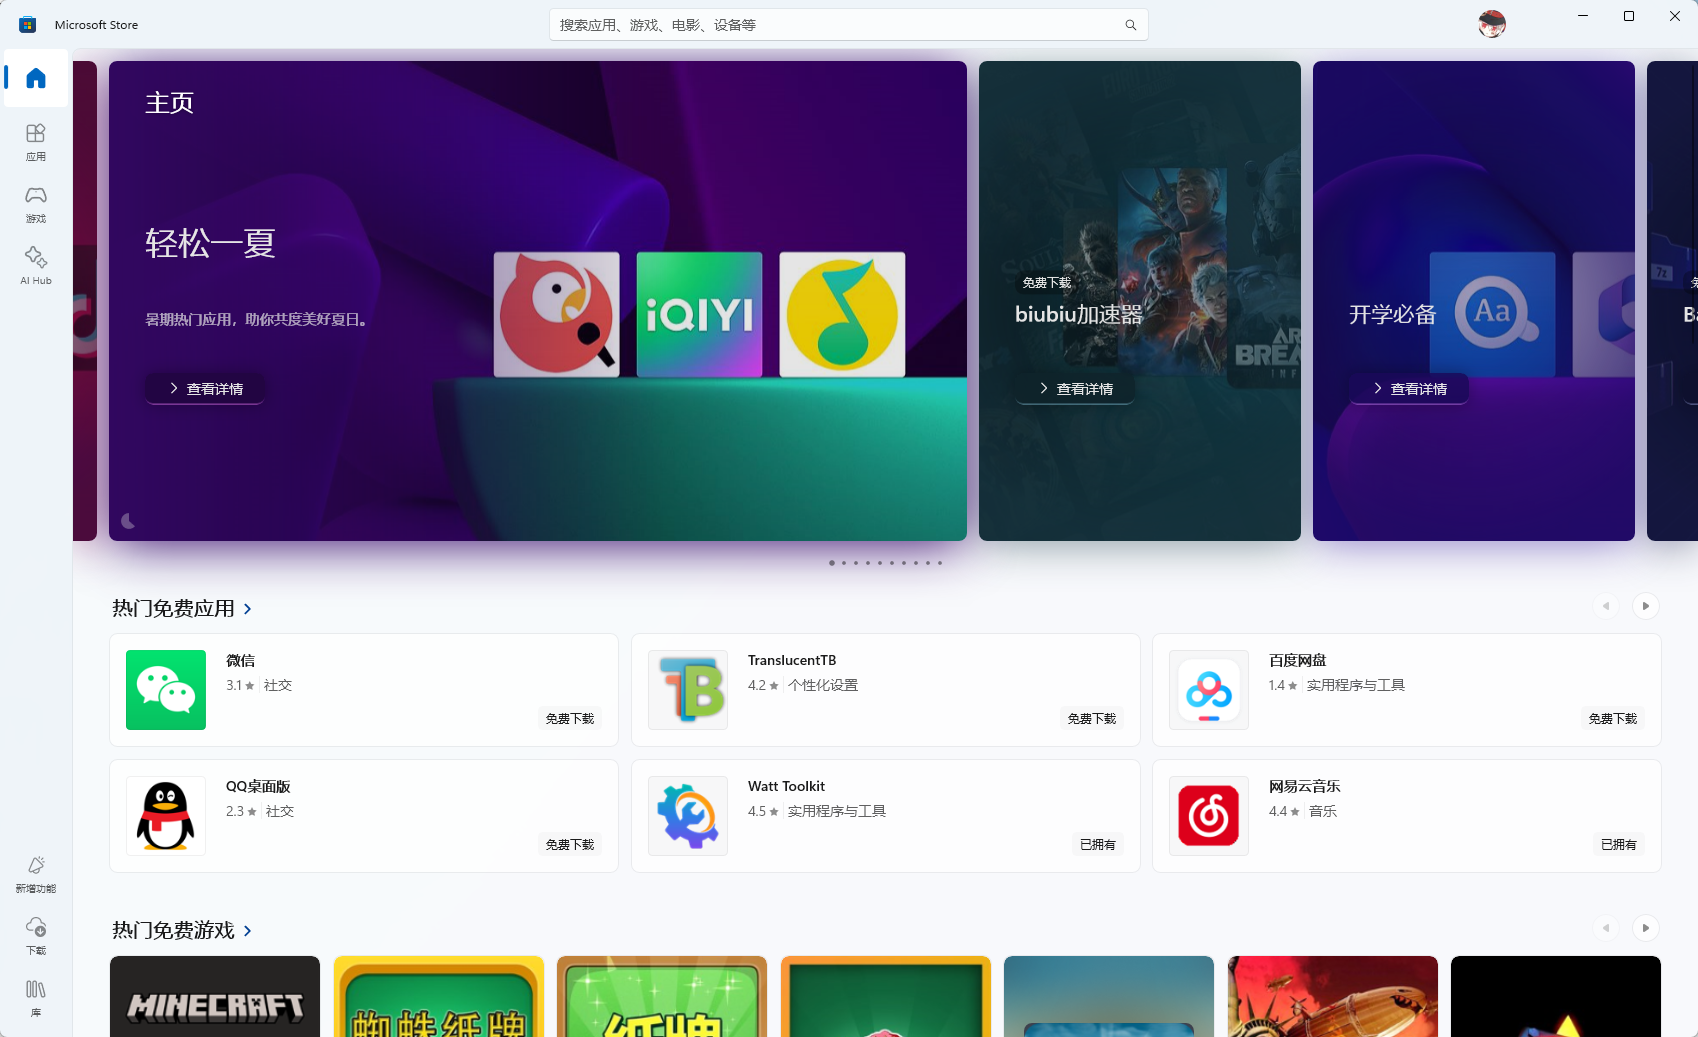 Microsoft Store
搜索应用、游戏、电影、设备等
应用
游戏
AI Hub
新增功能
下载
库
主页
轻松一夏
暑期热门应用，助你共度美好夏日。
查看详情
iQIYI
免费下载
biubiu加速器
查看详情
开学必备
Aa
查看详情
热门免费应用
微信
3.1 社交
免费下载
TranslucentTB
4.2 个性化设置
免费下载
百度网盘
1.4 实用程序与工具
免费下载
QQ桌面版
2.3 社交
免费下载
Watt Toolkit
4.5 实用程序与工具
已拥有
网易云音乐
4.4 音乐
已拥有
热门免费游戏
MINECRAFT
蜘蛛纸牌
纸牌